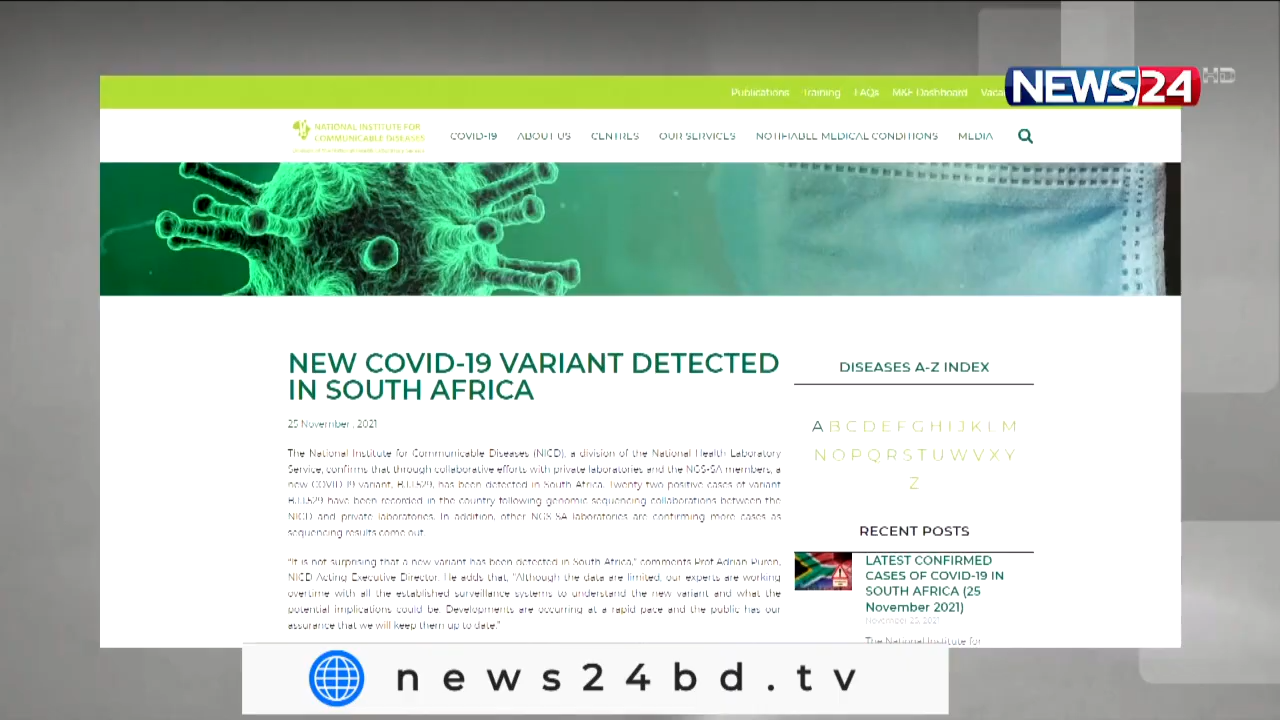 Publications Training FAQs M&E Dashboard
NEWS 24 HD
NATIONAL INSTITUTE FOR
COMMUNICABLE DISEASES
COVID-19 ABOUT US CENTRES OUR SERVICES NOTIFIABLE MEDICAL CONDITIONS MEDIA
NEW COVID-19 VARIANT DETECTED
IN SOUTH AFRICA
25 November, 2021
The National Institute for Communicable Diseases (NICD), a division of the National Health Laboratory
Service, confirms that through collaborative efforts with private laboratories and the NGS-SA members, a
new COVID-19 variant, B.1.1.529, has been detected in South Africa. Twenty-two positive cases of variant
B.1.1.529 have been recorded in the country following genomic sequencing collaborations between the
NICD and private laboratories. In addition, other NGS-SA laboratories are confirming more cases as
sequencing results come out.
"It is not surprising that a new variant has been detected in South Africa," comments Prof Adrian Puren,
NICD Acting Executive Director. He adds that, "Although the data are limited, our experts are working
overtime with all the established surveillance systems to understand the new variant and what the
potential implications could be. Developments are occurring at a rapid pace and the public has our
assurance that we will keep them up to date."
DISEASES A-Z INDEX
A B C D E F G H I J K L M
N O P Q R S T U W V X Y
Z
RECENT POSTS
LATEST CONFIRMED
CASES OF COVID-19 IN
SOUTH AFRICA (25
November 2021)
November 25, 2021
The National Institute for
news24bd.tv